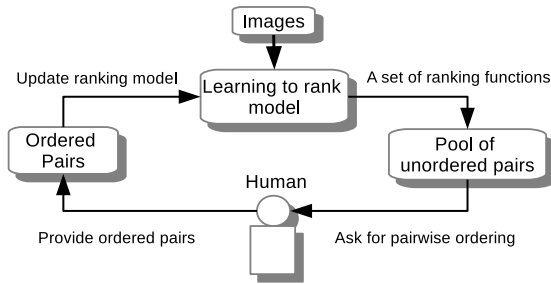 Images
Update ranking model
Learning to rank
model
A set of ranking functions
Ordered
Pairs
Pool of
unordered pairs
Human
Provide ordered pairs
Ask for pairwise ordering